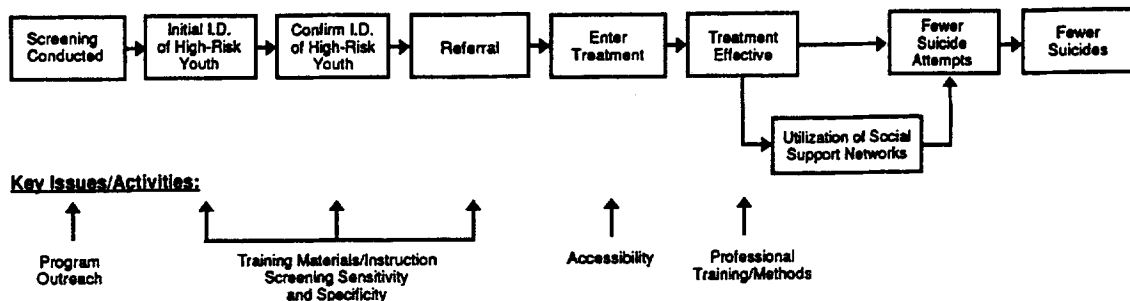 Screening
Conducted
Initial I.D.
of High-Risk
Youth
Confirm I.D.
of High-Risk
Youth
Referral
Enter
Treatment
Treatment
Effective
Fewer
Suicide
Attempts
Fewer
Suicides
Utilization of Social
Support Networks
Key Issues/Activities:
Program
Outreach
Training Materials/Instruction
Screening Sensitivity
and Specificity
Accessibility
Professional
Training/Methods